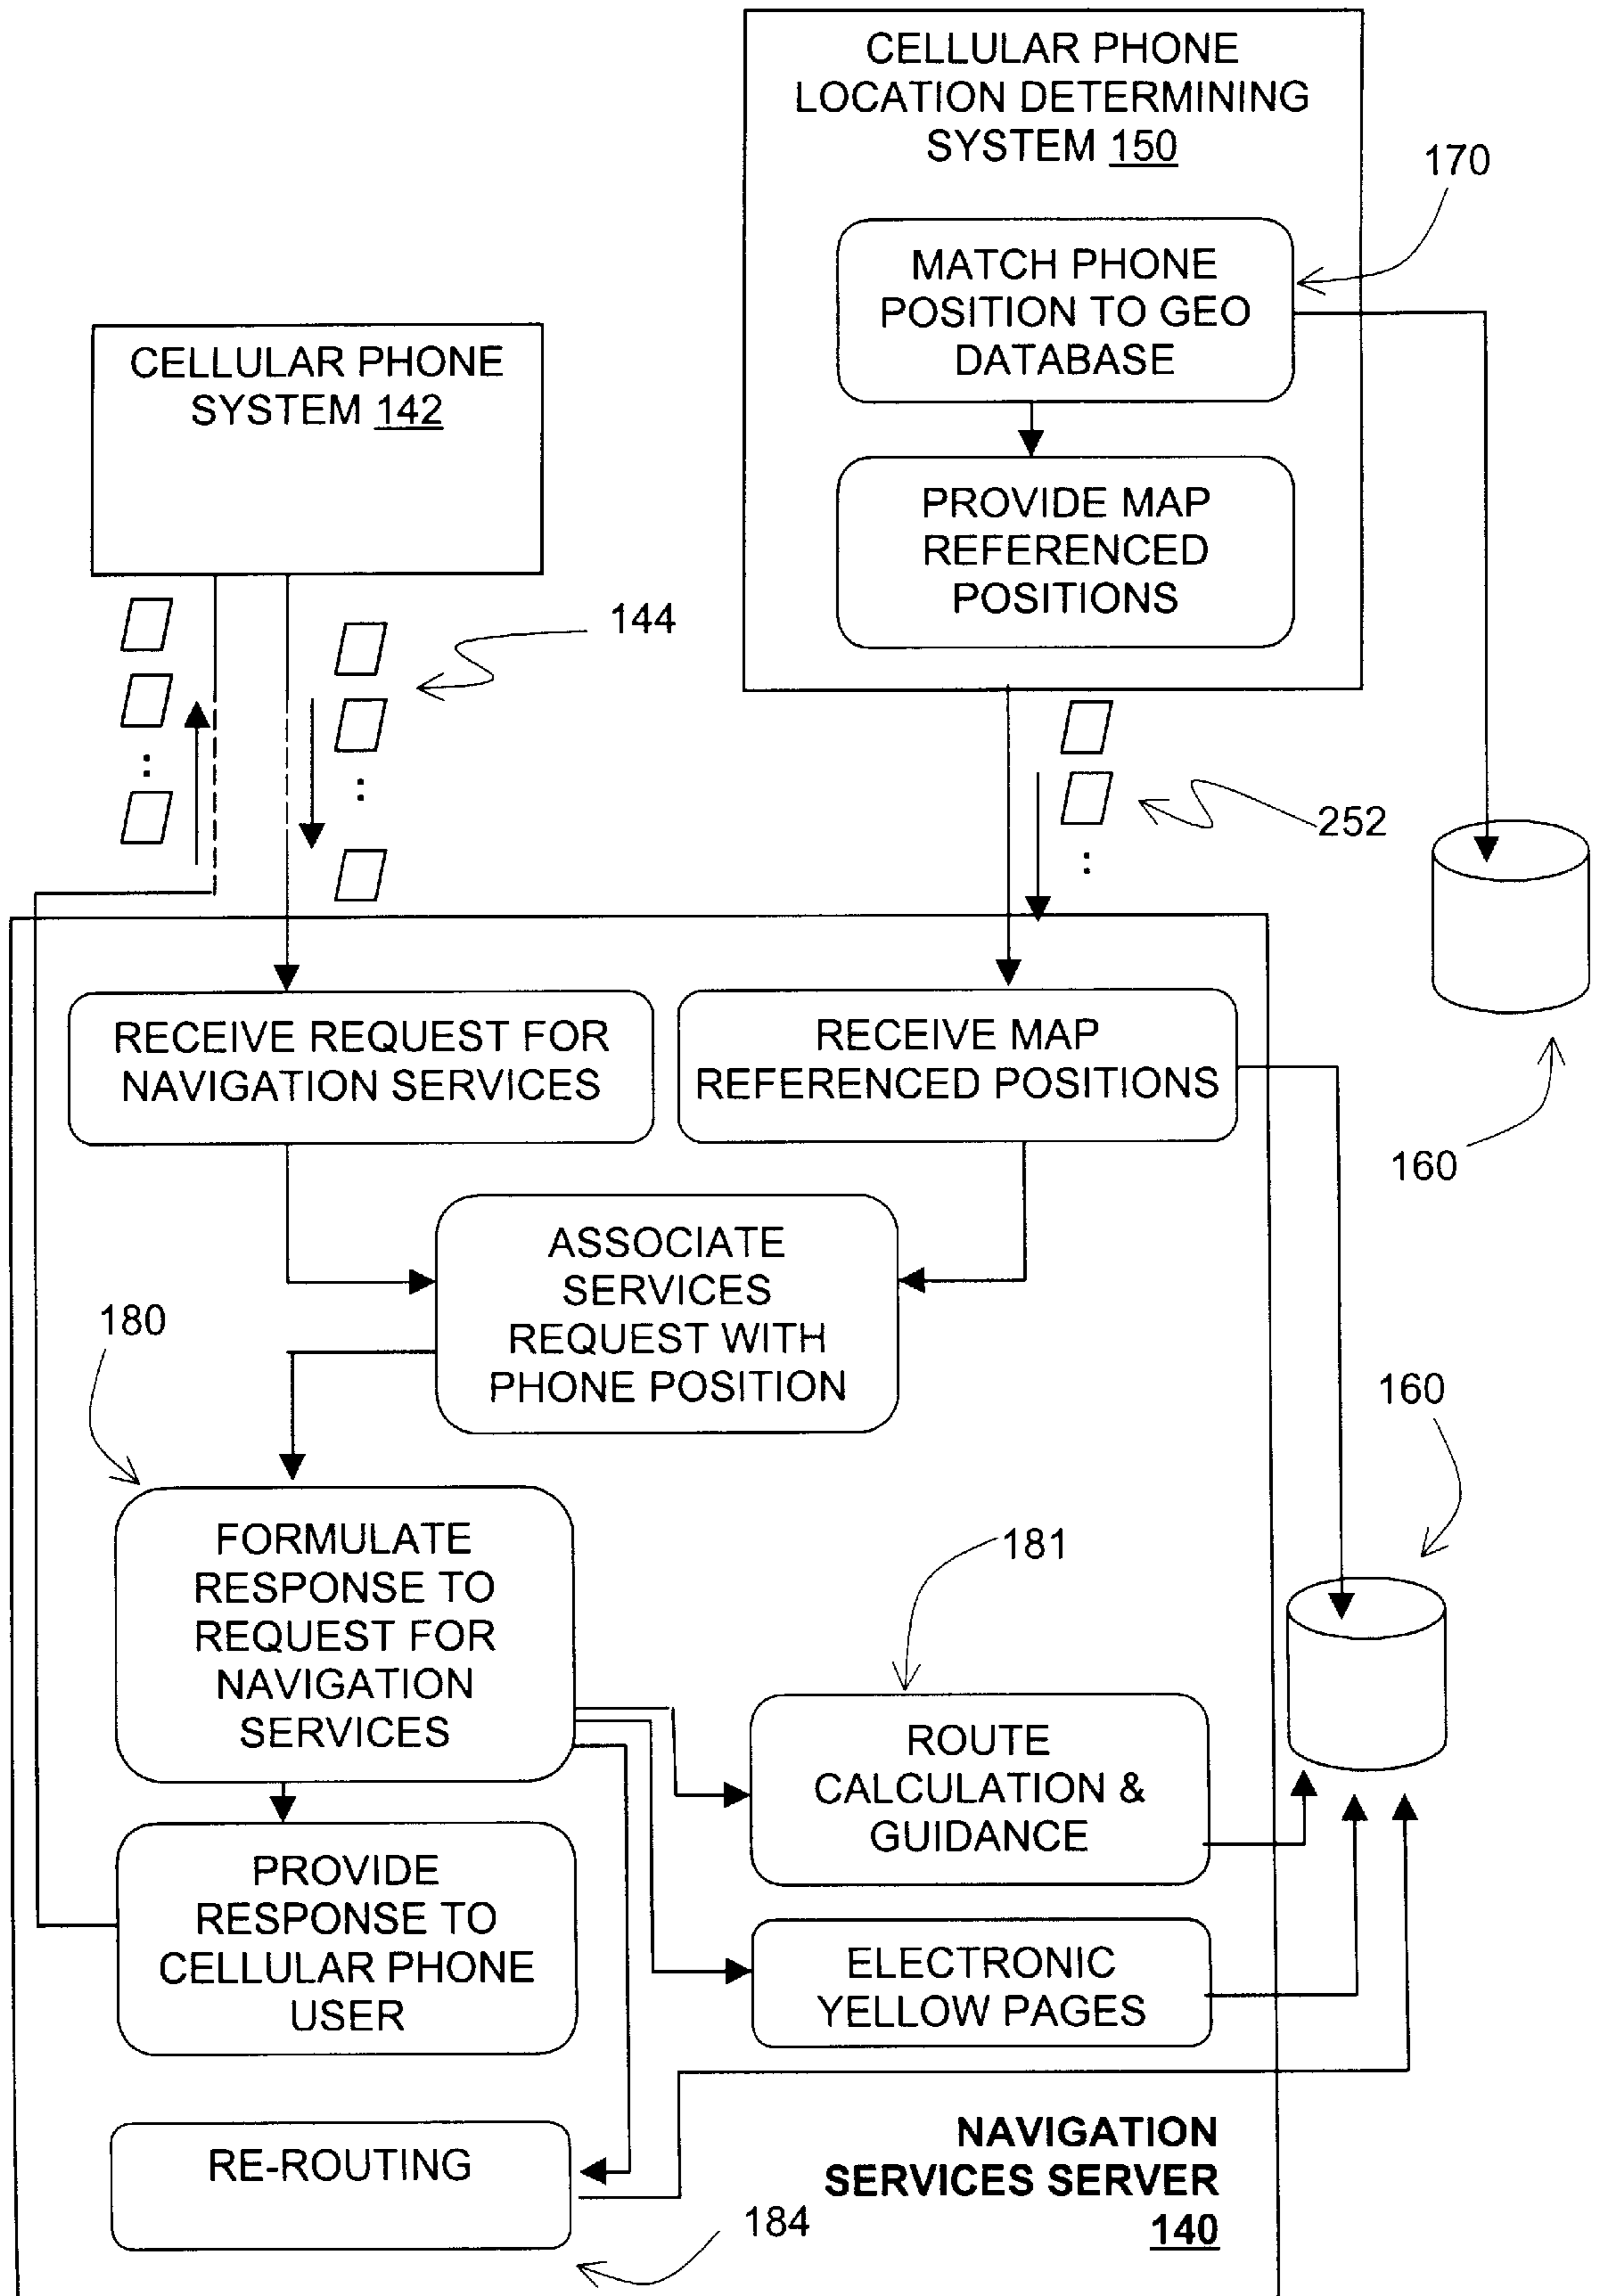 CELLULAR PHONE
LOCATION DETERMINING
SYSTEM 150
170
MATCH PHONE
POSITION TO GEO
DATABASE
CELLULAR PHONE
SYSTEM 142
PROVIDE MAP
REFERENCED
POSITIONS
144
252
RECEIVE REQUEST FOR
NAVIGATION SERVICES
RECEIVE MAP
REFERENCED POSITIONS
160
ASSOCIATE
SERVICES
REQUEST WITH
PHONE POSITION
180
160
FORMULATE
RESPONSE TO
REQUEST FOR
NAVIGATION
SERVICES
181
ROUTE
CALCULATION &
GUIDANCE
PROVIDE
RESPONSE TO
CELLULAR PHONE
USER
ELECTRONIC
YELLOW PAGES
RE-ROUTING
184
NAVIGATION
SERVICES SERVER
140